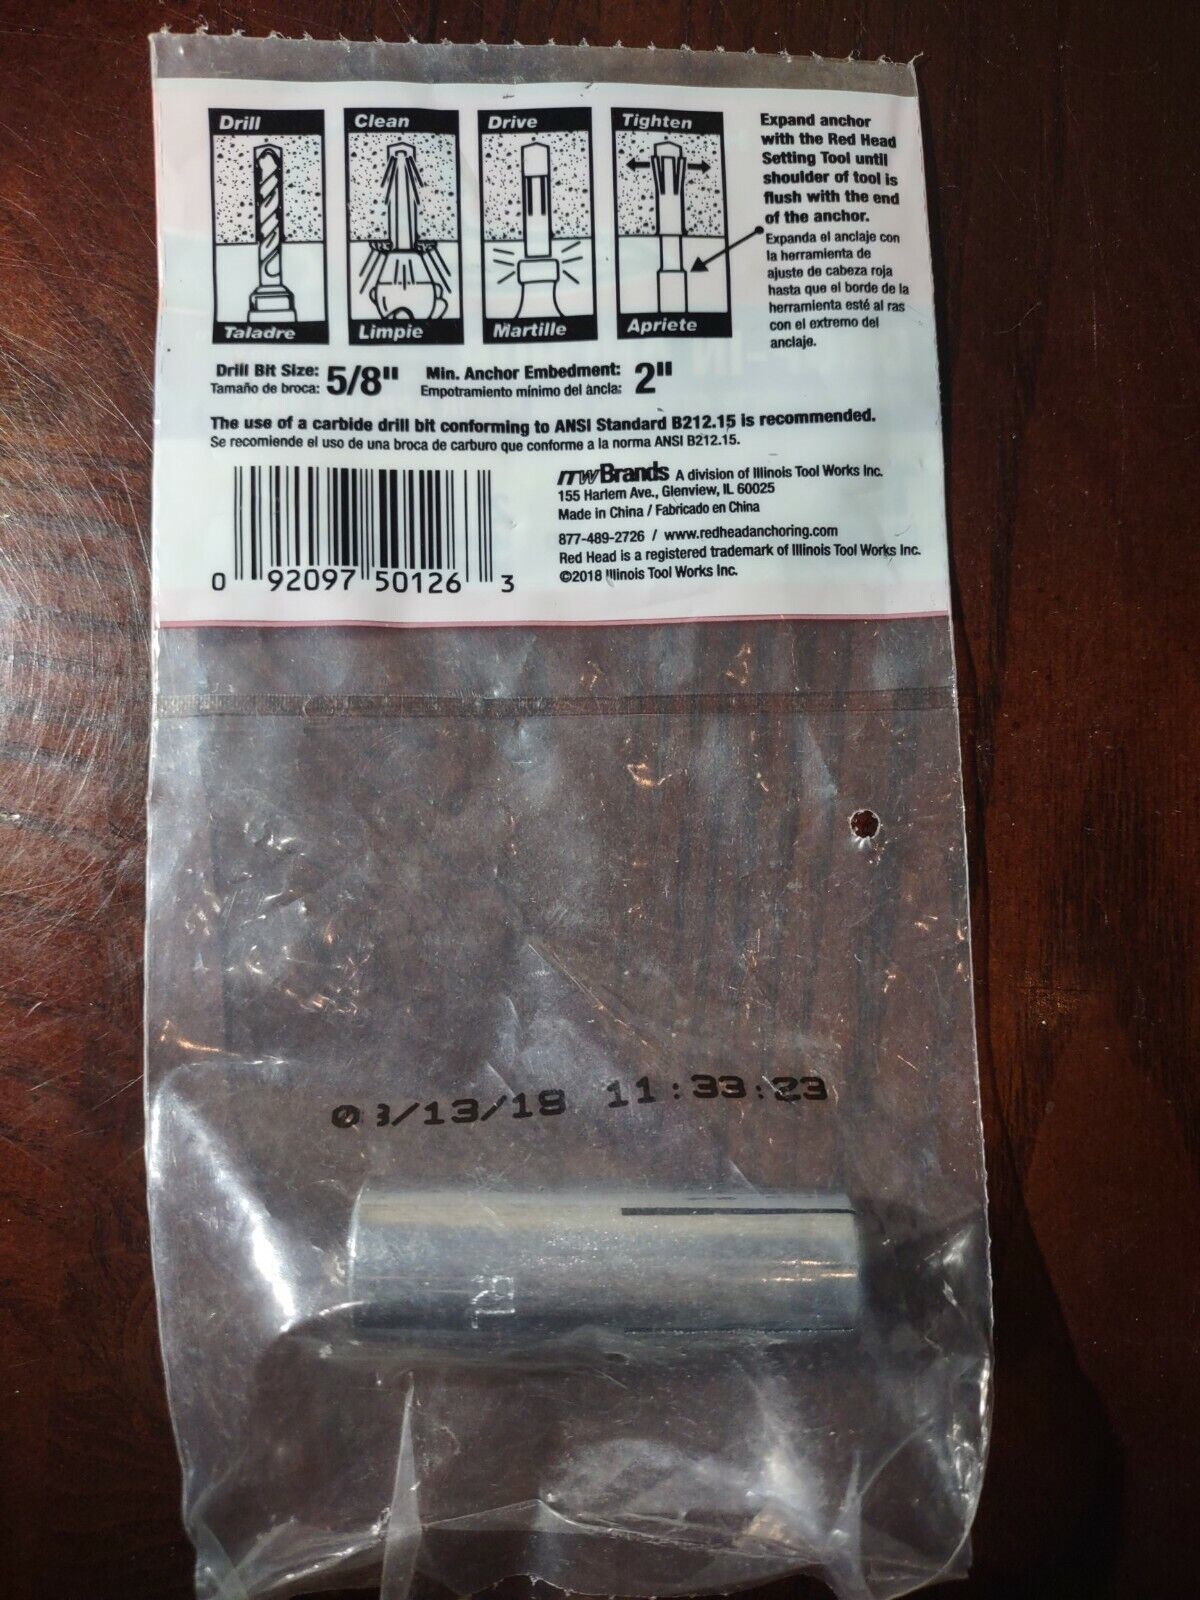 Drill
Taladre
Clean
Limpie
Drive
Martille
Tighten
Apriete
Expand anchor
with the Red Head
Setting Tool until
shoulder of tool is
flush with the end
of the anchor.
Expanda el anclaje con
la herramienta de
ajuste de cabeza roja
hasta que el borde de la
herramienta esté al ras
con el extremo del
anclaje.
Drill Bit Size: 5/8" Min. Anchor Embedment: 2"
Tamaño de broca: Empotramiento mínimo del ancla:
The use of a carbide drill bit conforming to ANSI Standard B212.15 is recommended.
Se recomiende el uso de una broca de carburo que conforme a la norma ANSI B212.15.
ITWBrands A division of Illinois Tool Works Inc.
155 Harlem Ave., Glenview, IL 60025
Made in China / Fabricado en China
877-489-2726 / www.redheadanchoring.com
Red Head is a registered trademark of Illinois Tool Works Inc.
©2018 Illinois Tool Works Inc.
0 92097 50126 3
03/13/18 11:33:23